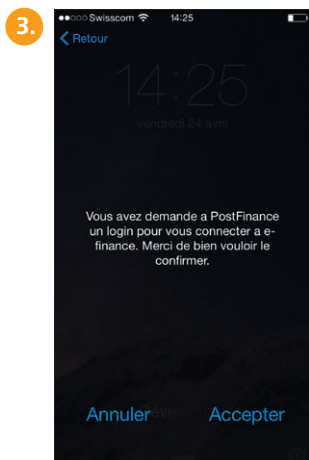 3.
Swisscom 14:25
Retour
14:25
vendredi 24 avril
Vous avez demande a PostFinance
un login pour vous connecter a e-
finance. Merci de bien vouloir le
confirmer.
Annuler Accepter